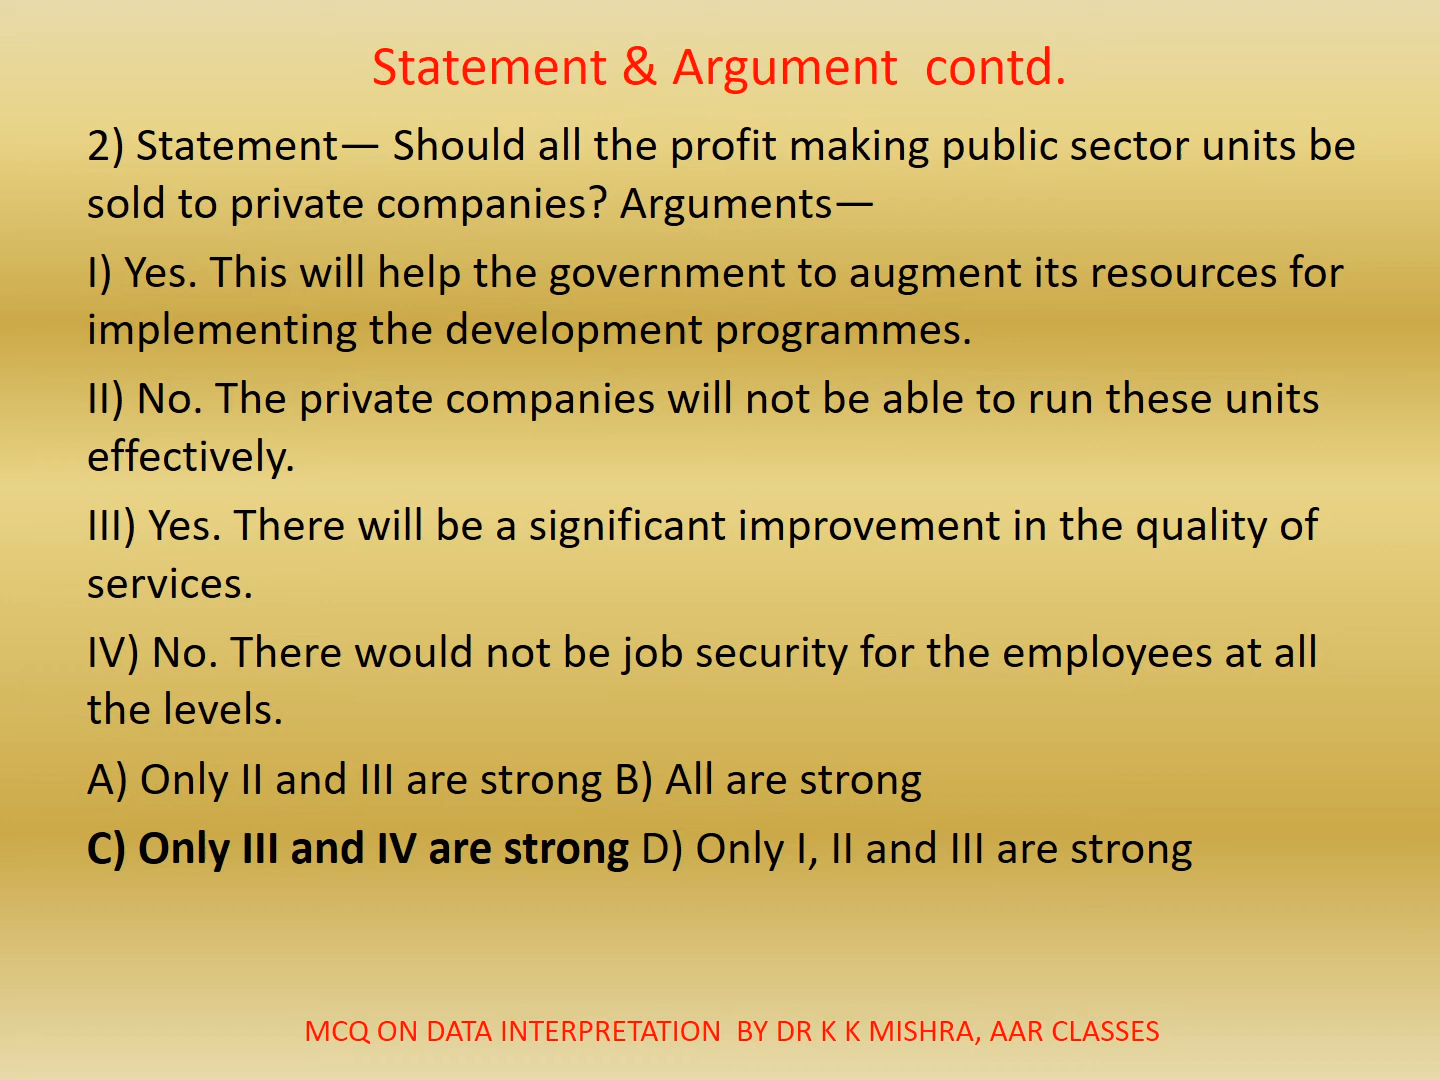 Statement & Argument contd.
2) Statement— Should all the profit making public sector units be
sold to private companies? Arguments—
I) Yes. This will help the government to augment its resources for
implementing the development programmes.
II) No. The private companies will not be able to run these units
effectively.
III) Yes. There will be a significant improvement in the quality of
services.
IV) No. There would not be job security for the employees at all
the levels.
A) Only II and III are strong B) All are strong
C) Only III and IV are strong D) Only I, II and III are strong
MCQ ON DATA INTERPRETATION BY DR K K MISHRA, AAR CLASSES